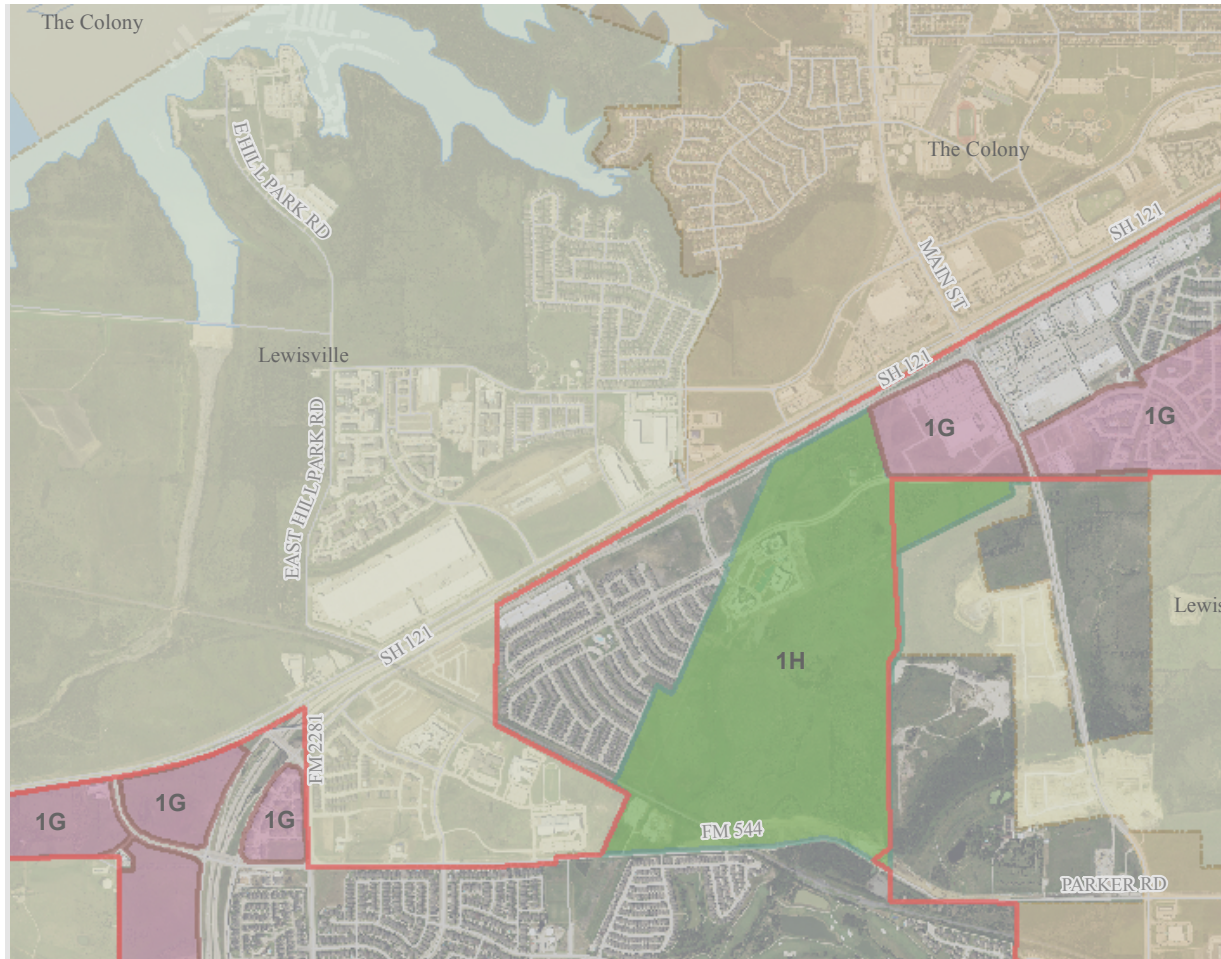 The Colony
E HILL PARK RD
The Colony
SH 121
MAIN ST
Lewisville
SH 121
1G
1G
EAST HILL PARK RD
Lewis
SH 121
1H
FM 2281
1G
1G
1G
FM 544
PARKER RD